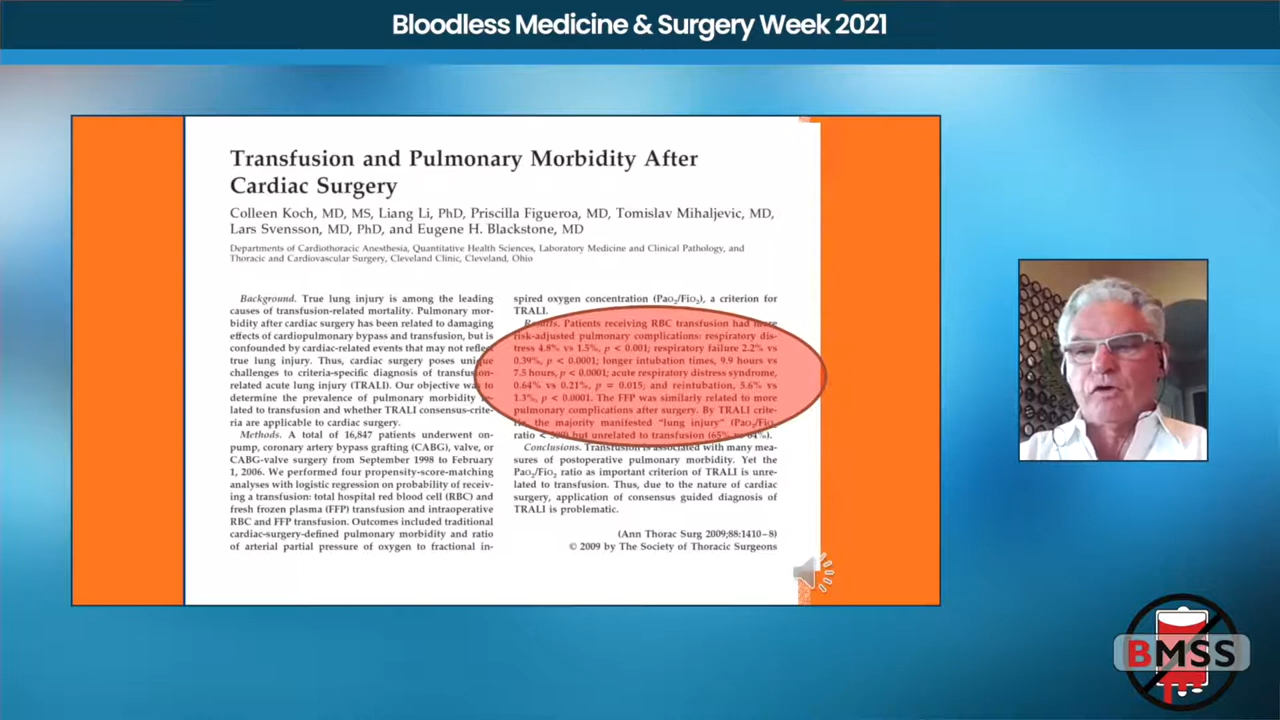 Bloodless Medicine & Surgery Week 2021
Transfusion and Pulmonary Morbidity After
Cardiac Surgery
Colleen Koch, MD, MS, Liang Li, PhD, Priscilla Figueroa, MD, Tomislav Mihaljevic, MD,
Lars Svensson, MD, PhD, and Eugene H. Blackstone, MD
Departments of Cardiothoracic Anesthesia, Quantitative Health Sciences, Laboratory Medicine and Clinical Pathology, and
Thoracic and Cardiovascular Surgery, Cleveland Clinic, Cleveland, Ohio
Background. True lung injury is among the leading
causes of transfusion-related mortality. Pulmonary mor-
bidity after cardiac surgery has been related to damaging
effects of cardiopulmonary bypass and transfusion, but is
confounded by cardiac-related events that may not reflect
true lung injury. Thus, cardiac surgery poses unique
challenges to criteria-specific diagnosis of transfusion-
related acute lung injury (TRALI). Our objective was to
determine the prevalence of pulmonary morbidity
lated to transfusion and whether TRALI consensus-crite-
ria are applicable to cardiac surgery.
Methods. A total of 16,847 patients underwent on-
pump, coronary artery bypass grafting (CABG), valve, or
CABG-valve surgery from September 1998 to February
1, 2006. We performed four propensity-score-matching
analyses with logistic regression on probability of receiv-
ing a transfusion: total hospital red blood cell (RBC) and
fresh frozen plasma (FFP) transfusion and intraoperative
RBC and FFP transfusion. Outcomes included traditional
cardiac-surgery-defined pulmonary morbidity and ratio
of arterial partial pressure of oxygen to fractional in-
spired oxygen concentration (Pao₂/Fio₂), a criterion for
TRALI.
Results. Patients receiving RBC transfusion had more
risk-adjusted pulmonary complications: respiratory dis-
tress 4.8% vs 1.5%, p < 0.001; respiratory failure 2.2% vs
0.39%, p < 0.0001; longer intubation times, 9.9 hours vs
7.5 hours, p < 0.0001; acute respiratory distress syndrome,
0.64% vs 0.21%, p = 0.015; and reintubation, 5.6% vs
1.3%, p < 0.0001. The FFP was similarly related to more
pulmonary complications after surgery. By TRALI crite-
the majority manifested "lung injury" (Pao₂/Fio₂
ratio < but unrelated to transfusion (65%
Conclusions. Transfusion is associated with many mea-
sures of postoperative pulmonary morbidity. Yet the
Pao₂/Fio₂ ratio as important criterion of TRALI is unre-
lated to transfusion. Thus, due to the nature of cardiac
surgery, application of consensus guided diagnosis of
TRALI is problematic.
(Ann Thorac Surg 2009;88:1410–8)
© 2009 by The Society of Thoracic Surgeons
BMSS